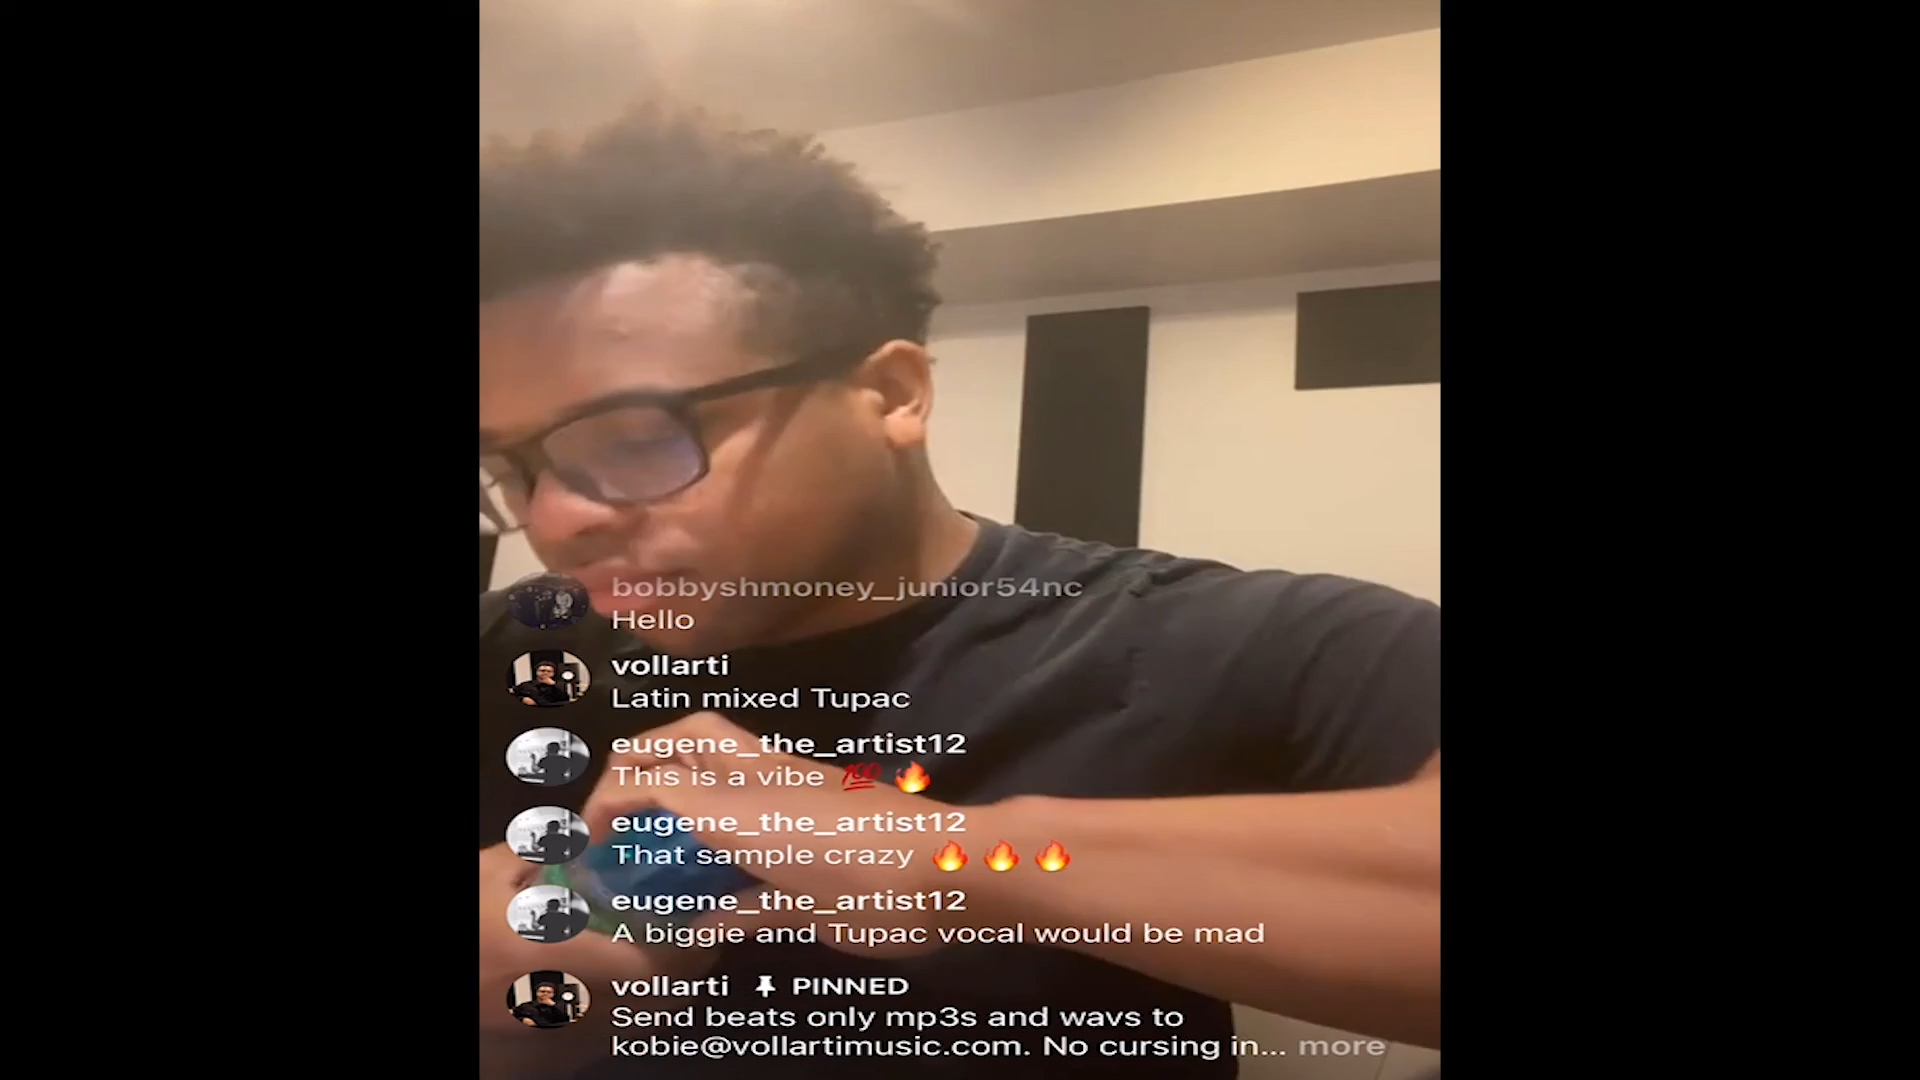 bobbyshmoney_junior54nc
Hello
vollarti
Latin mixed Tupac
eugene_the_artist12
This is a vibe 💯 🔥
eugene_the_artist12
That sample crazy 🔥 🔥 🔥
eugene_the_artist12
A biggie and Tupac vocal would be mad
vollarti 📌 PINNED
Send beats only mp3s and wavs to
kobie@vollartimusic.com. No cursing in... more